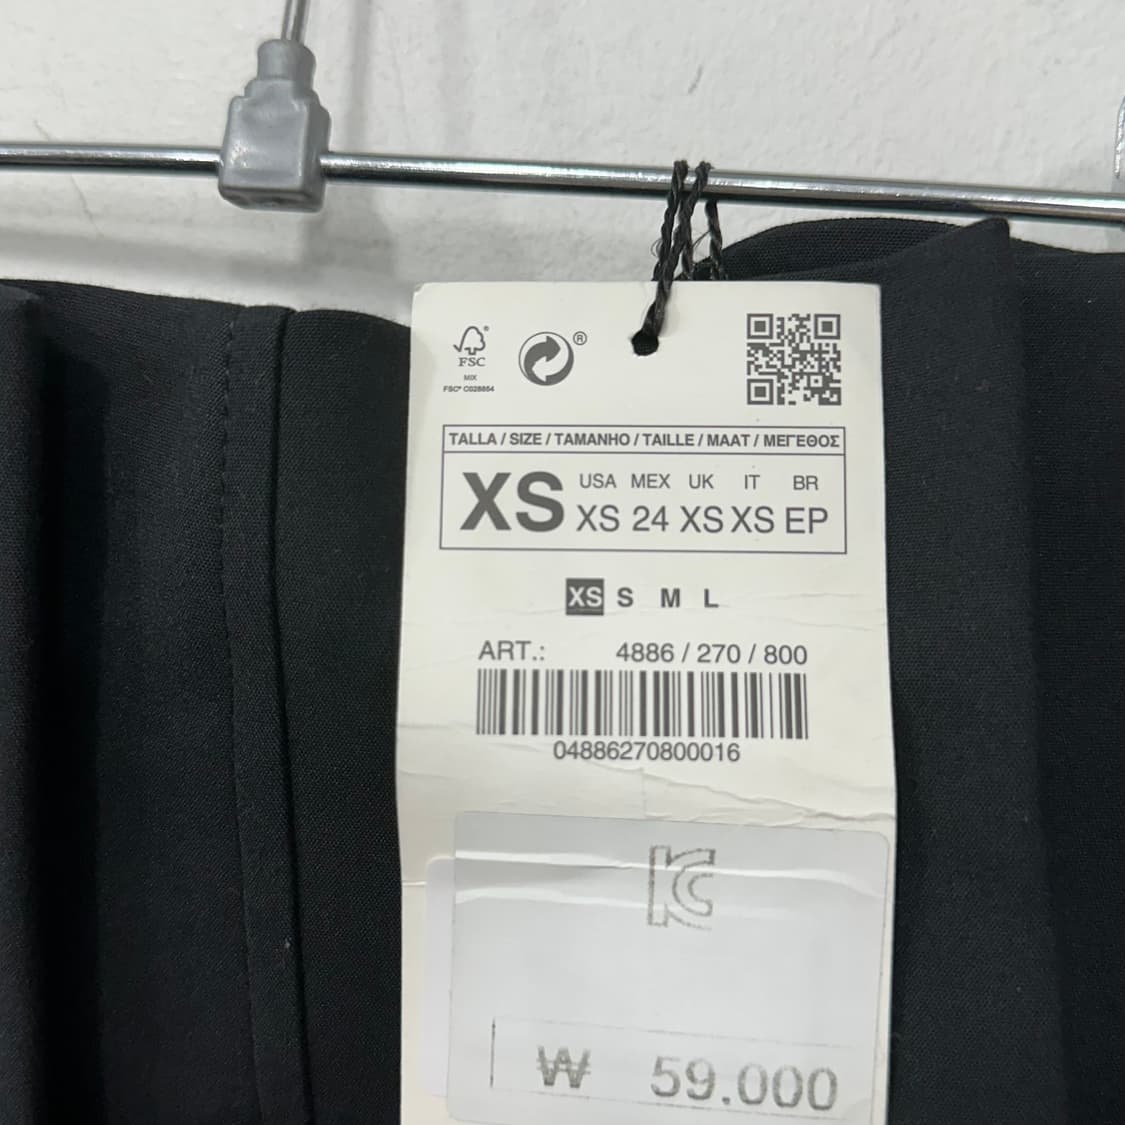 FSC
MIX
FSC® C028854
®
TALLA / SIZE / TAMANHO / TAILLE / MAAT / ΜΕΓΕΘΟΣ
XS
USA MEX UK IT BR
XS 24 XS XS EP
XS S M L
ART.: 4886 / 270 / 800
04886270800016
KC
₩ 59.000